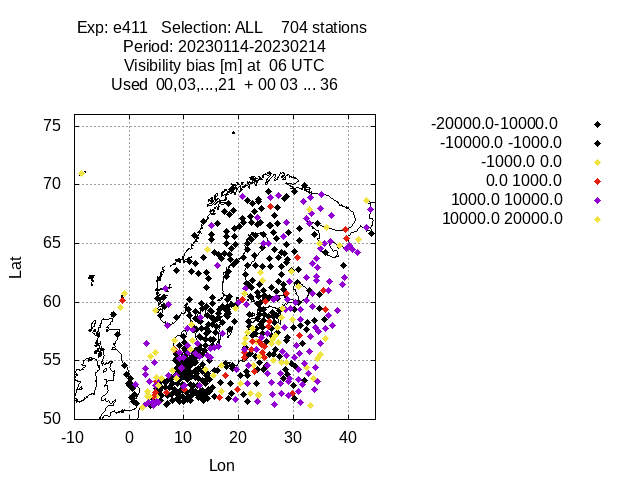 Exp: e411   Selection: ALL    704 stations
Period: 20230114-20230214
Visibility bias [m] at  06 UTC
Used  00,03,...,21  + 00 03 ... 36
-20000.0-10000.0
-10000.0 -1000.0
-1000.0 0.0
0.0 1000.0
1000.0 10000.0
10000.0 20000.0
75
70
65
60
55
50
Lat
-10 0 10 20 30 40
Lon